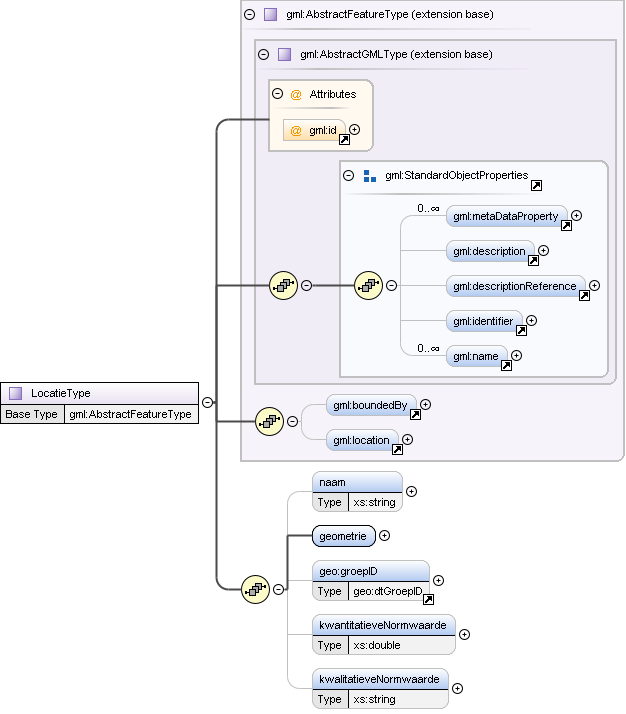 gml:AbstractFeatureType (extension base)
gml:AbstractGMLType (extension base)
@ Attributes
@ gml:id
gml:StandardObjectProperties
0..∞
gml:metaDataProperty
gml:description
gml:descriptionReference
gml:identifier
0..∞
gml:name
LocatieType
Base Type gml:AbstractFeatureType
gml:boundedBy
gml:location
naam
Type xs:string
geometrie
geo:groepID
Type geo:dtGroepID
kwantitatieveNormwaarde
Type xs:double
kwalitatieveNormwaarde
Type xs:string